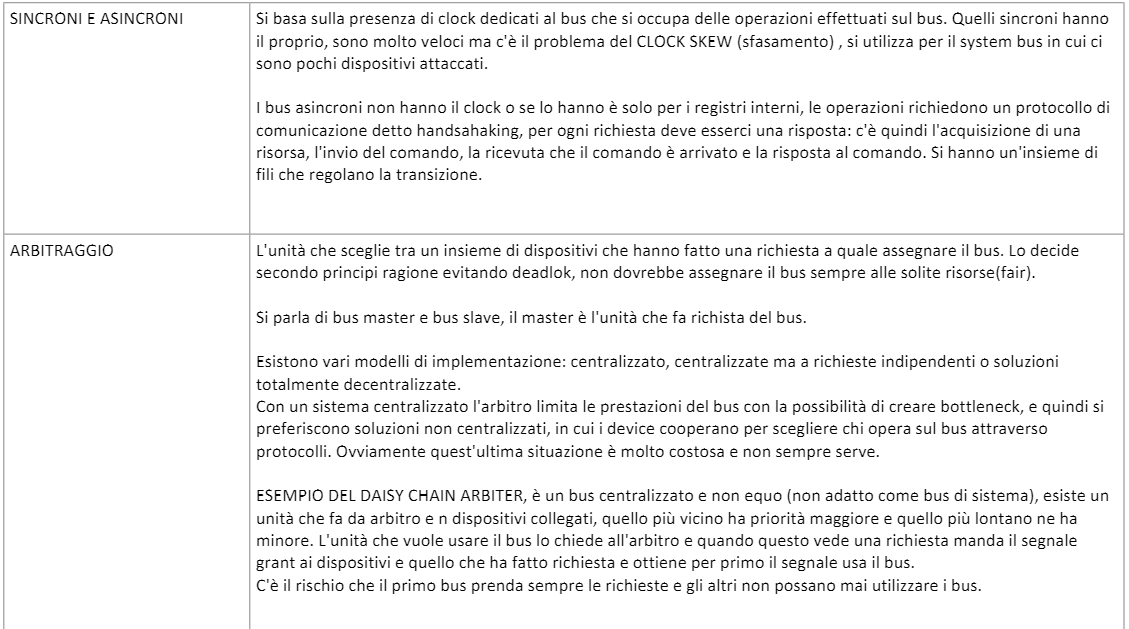 SINCRONI E ASINCRONI
Si basa sulla presenza di clock dedicati al bus che si occupa delle operazioni effettuati sul bus. Quelli sincroni hanno
il proprio, sono molto veloci ma c'è il problema del CLOCK SKEW (sfasamento) , si utilizza per il system bus in cui ci
sono pochi dispositivi attaccati.
I bus asincroni non hanno il clock o se lo hanno è solo per i registri interni, le operazioni richiedono un protocollo di
comunicazione detto handsahaking, per ogni richiesta deve esserci una risposta: c'è quindi l'acquisizione di una
risorsa, l'invio del comando, la ricevuta che il comando è arrivato e la risposta al comando. Si hanno un'insieme di
fili che regolano la transizione.
ARBITRAGGIO
L'unità che sceglie tra un insieme di dispositivi che hanno fatto una richiesta a quale assegnare il bus. Lo decide
secondo principi ragione evitando deadlok, non dovrebbe assegnare il bus sempre alle solite risorse(fair).
Si parla di bus master e bus slave, il master è l'unità che fa richista del bus.
Esistono vari modelli di implementazione: centralizzato, centralizzate ma a richieste indipendenti o soluzioni
totalmente decentralizzate.
Con un sistema centralizzato l'arbitro limita le prestazioni del bus con la possibilità di creare bottleneck, e quindi si
preferiscono soluzioni non centralizzati, in cui i device cooperano per scegliere chi opera sul bus attraverso
protocolli. Ovviamente quest'ultima situazione è molto costosa e non sempre serve.
ESEMPIO DEL DAISY CHAIN ARBITER, è un bus centralizzato e non equo (non adatto come bus di sistema), esiste un
unità che fa da arbitro e n dispositivi collegati, quello più vicino ha priorità maggiore e quello più lontano ne ha
minore. L'unità che vuole usare il bus lo chiede all'arbitro e quando questo vede una richiesta manda il segnale
grant ai dispositivi e quello che ha fatto richiesta e ottiene per primo il segnale usa il bus.
C'è il rischio che il primo bus prenda sempre le richieste e gli altri non possano mai utilizzare i bus.